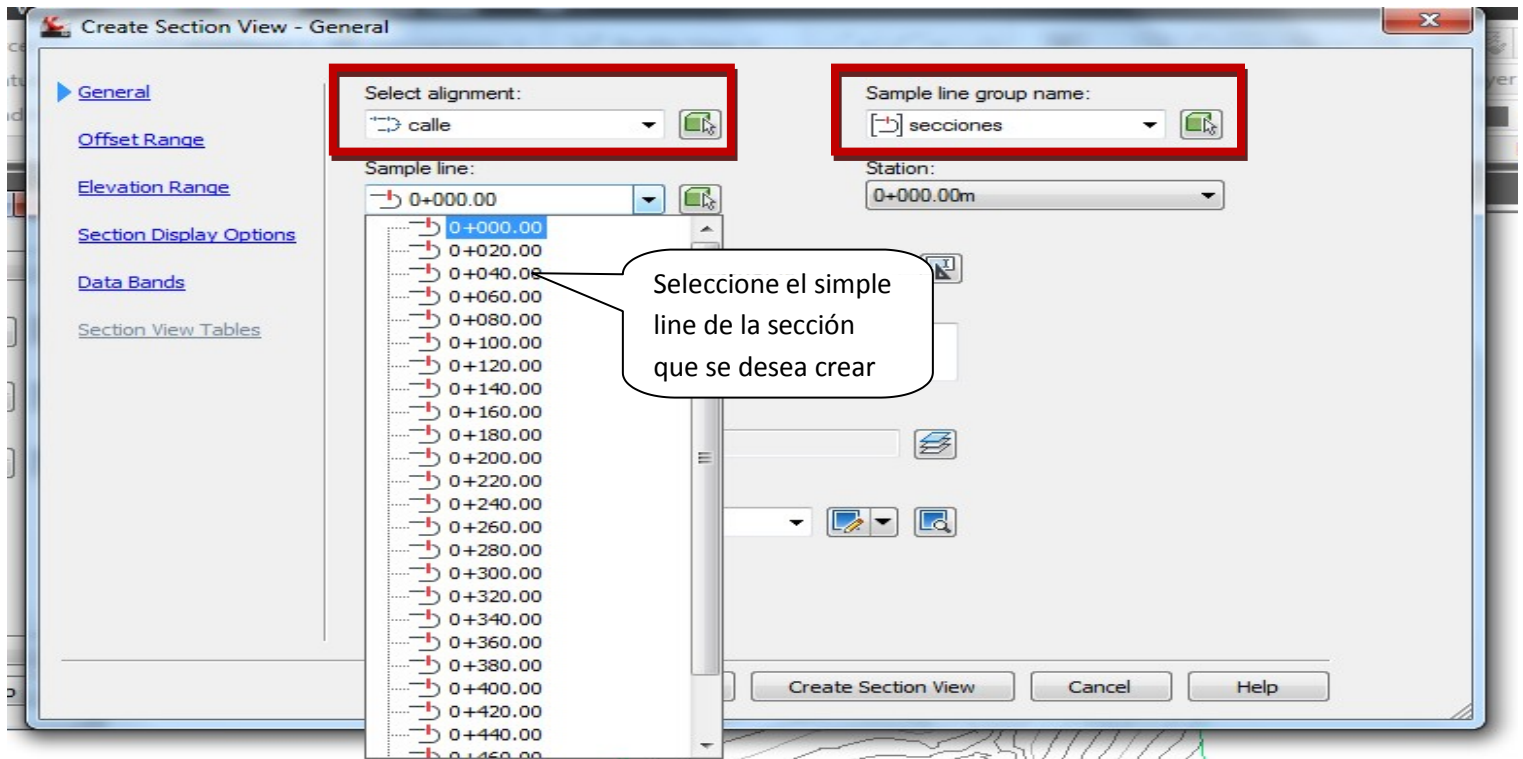 Create Section View - General
General
Offset Range
Elevation Range
Section Display Options
Data Bands
Section View Tables
Select alignment:
calle
Sample line group name:
secciones
Sample line:
0+000.00
Station:
0+000.00m
0+000.00
0+020.00
0+040.00
0+060.00
0+080.00
0+100.00
0+120.00
0+140.00
0+160.00
0+180.00
0+200.00
0+220.00
0+240.00
0+260.00
0+280.00
0+300.00
0+320.00
0+340.00
0+360.00
0+380.00
0+400.00
0+420.00
0+440.00
0+460.00
Seleccione el simple
line de la sección
que se desea crear
Create Section View
Cancel
Help